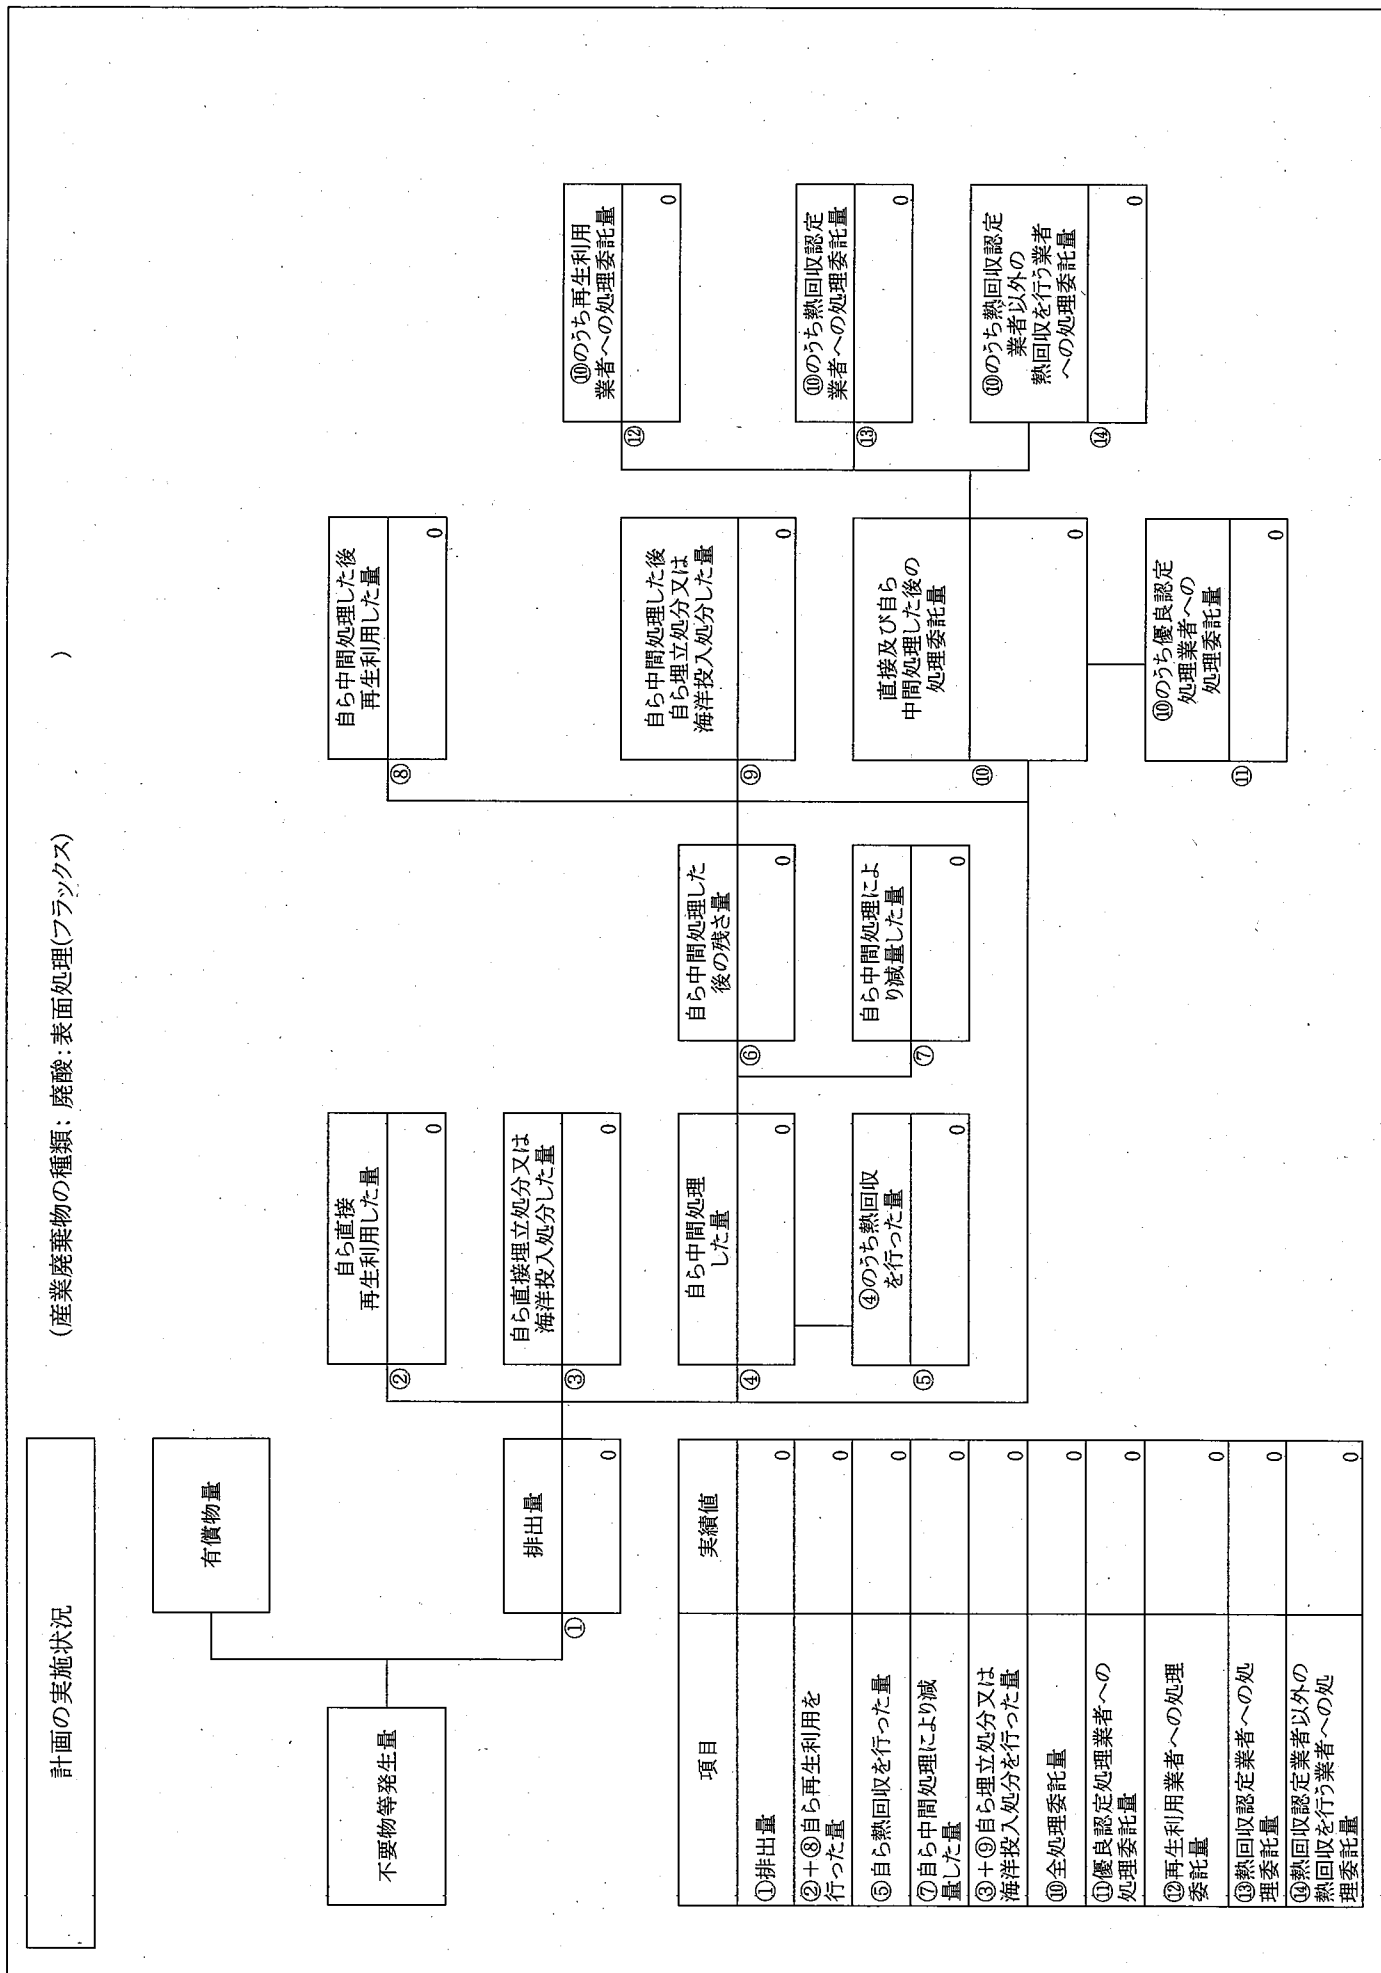 計画の実施状況
(産業廃棄物の種類：廃酸：表面処理(フラックス)　　　　　)
不要物等発生量
有償物量
①
排出量
0
②
自ら直接
再生利用した量
0
③
自ら直接埋立処分又は
海洋投入処分した量
0
④
自ら中間処理
した量
0
⑤
④のうち熱回収
を行った量
0
⑥
自ら中間処理した
後の残さ量
0
⑦
自ら中間処理によ
り減量した量
0
⑧
自ら中間処理した後
再生利用した量
0
⑨
自ら中間処理した後
自ら埋立処分又は
海洋投入処分した量
0
⑩
直接及び自ら
中間処理した後の
処理委託量
0
⑪
⑩のうち優良認定
処理業者への
処理委託量
0
⑫
⑩のうち再生利用
業者への処理委託量
0
⑬
⑩のうち熱回収認定
業者への処理委託量
0
⑭
⑩のうち熱回収認定
業者以外の
熱回収を行う業者
への処理委託量
0
項目 実績値
①排出量 0
②＋⑧自ら再生利用を
行った量 0
⑤自ら熱回収を行った量 0
⑦自ら中間処理により減
量した量 0
③＋⑨自ら埋立処分又は
海洋投入処分を行った量 0
⑩全処理委託量 0
⑪優良認定処理業者への
処理委託量 0
⑫再生利用業者への処理
委託量 0
⑬熱回収認定業者への処
理委託量 0
⑭熱回収認定業者以外の
熱回収を行う業者への処
理委託量 0